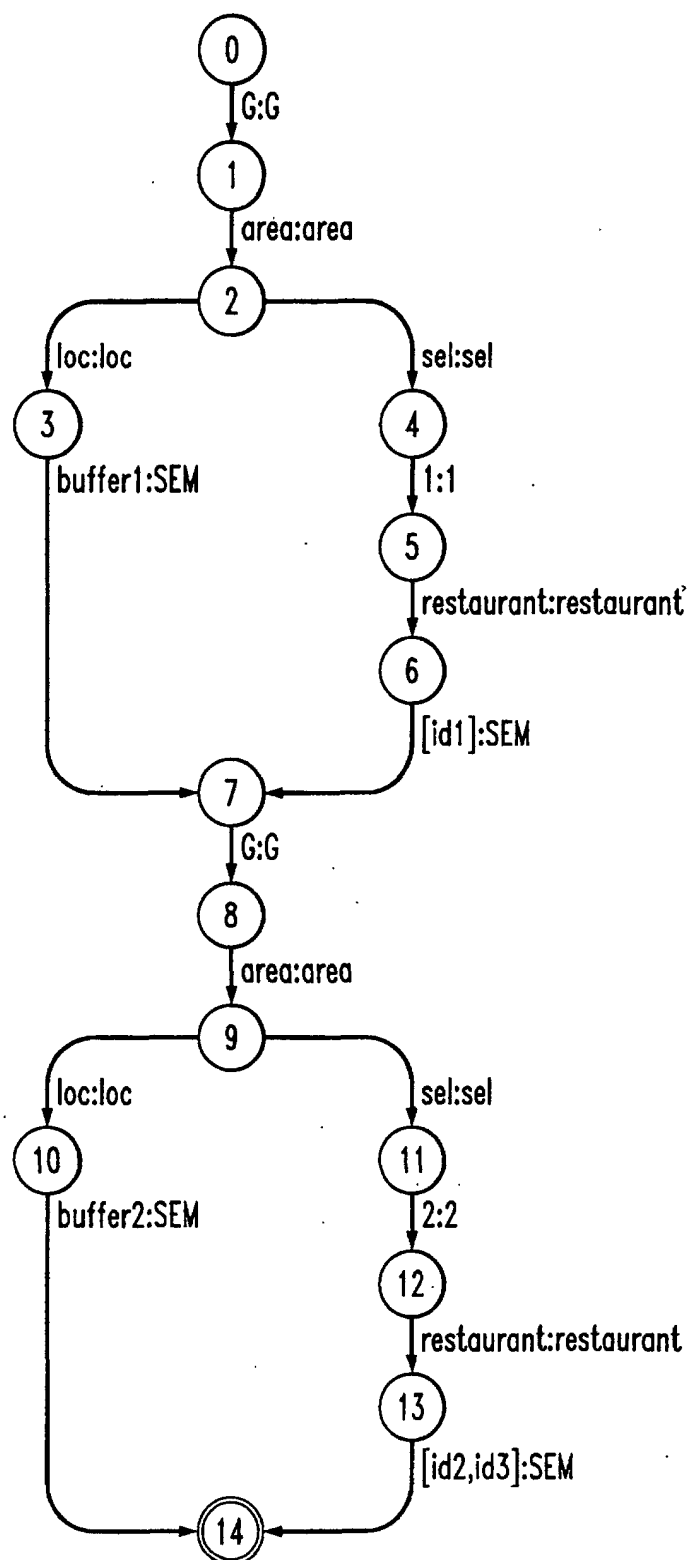 0
G:G
1
area:area
2
loc:loc sel:sel
3 4
buffer1:SEM 1:1
5
restaurant:restaurant
6
[id1]:SEM
7
G:G
8
area:area
9
loc:loc sel:sel
10 11
buffer2:SEM 2:2
12
restaurant:restaurant
13
[id2,id3]:SEM
14